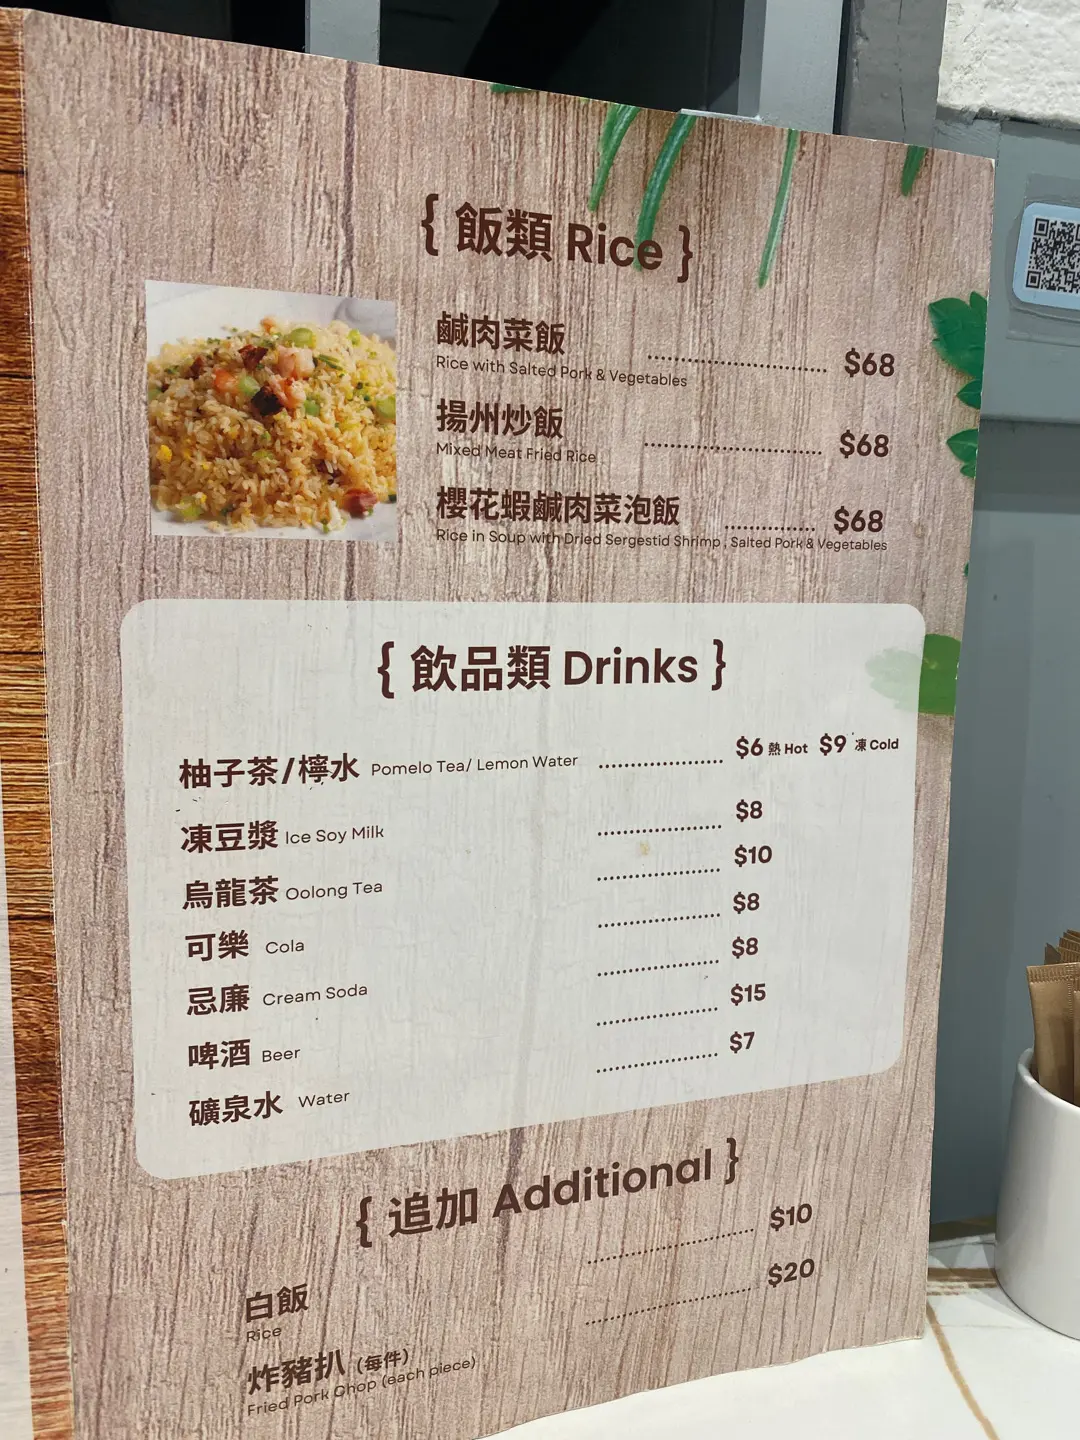 { 飯類 Rice }
鹹肉菜飯 ........................ $68
Rice with Salted Pork & Vegetables
揚州炒飯 ........................ $68
Mixed Meat Fried Rice
櫻花蝦鹹肉菜泡飯 ............ $68
Rice in Soup with Dried Sergestid Shrimp , Salted Pork & Vegetables
{ 飲品類 Drinks }
柚子茶/檸水 Pomelo Tea/ Lemon Water .................... $6 熱 Hot $9 凍 Cold
凍豆漿 Ice Soy Milk .................... $8
烏龍茶 Oolong Tea .................... $10
可樂 Cola .................... $8
忌廉 Cream Soda .................... $8
啤酒 Beer .................... $15
礦泉水 Water .................... $7
{ 追加 Additional }
白飯 ........................ $10
Rice
炸豬扒 (每件) ........................ $20
Fried Pork Chop (each piece)